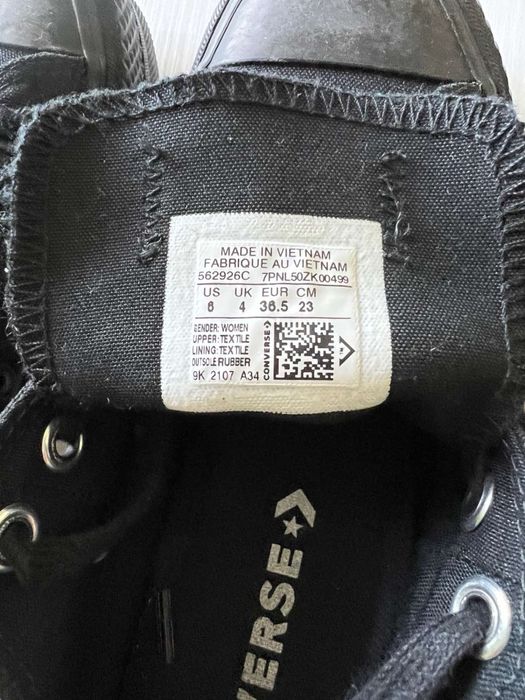 MADE IN VIETNAM
FABRIQUE AU VIETNAM
562926C 7PNL50ZK00499
US UK EUR CM
6 4 36.5 23
GENDER: WOMEN
UPPER: TEXTILE
LINING: TEXTILE
OUTSOLE: RUBBER
9K 2107 A34
CONVERSE
VERSE